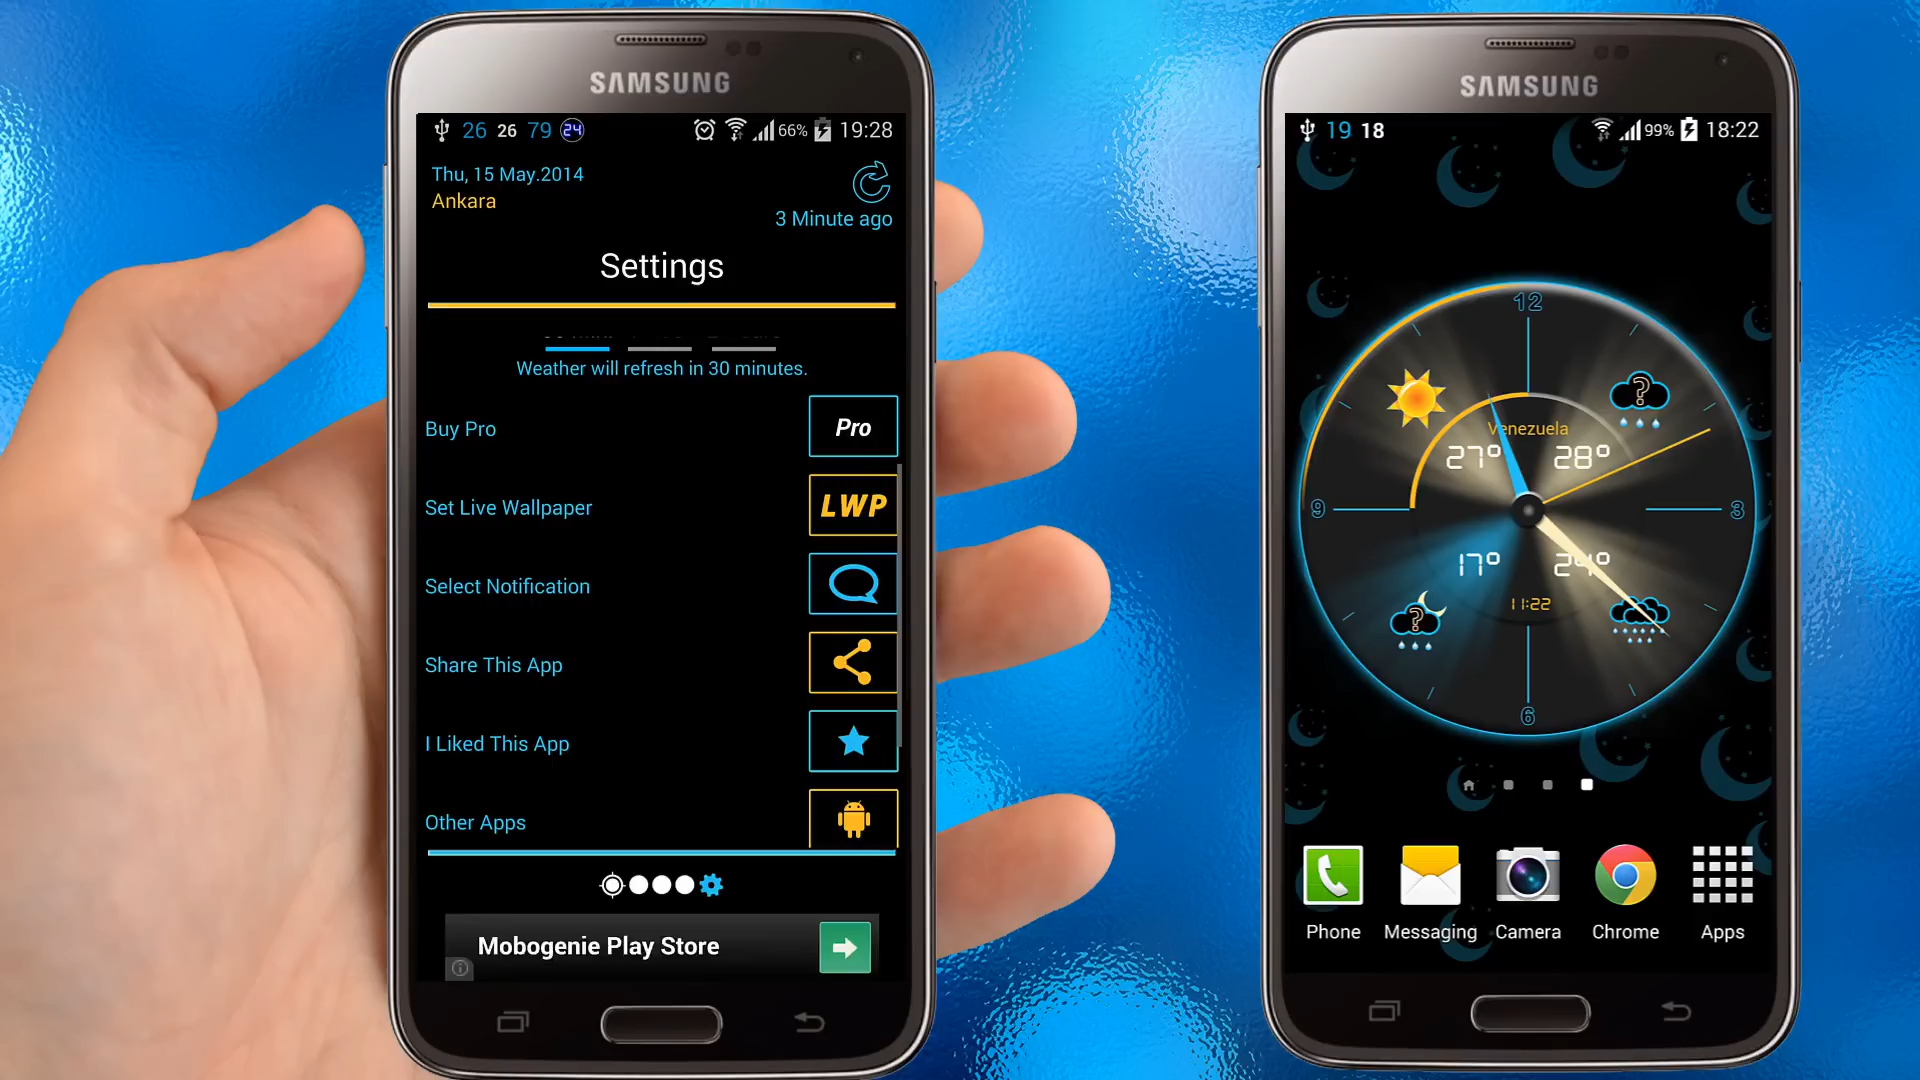 SAMSUNG
26 26 79 24 66% 19:28
Thu, 15 May.2014
Ankara
3 Minute ago
Settings
Weather will refresh in 30 minutes.
Buy Pro
Pro
Set Live Wallpaper
LWP
Select Notification
Share This App
I Liked This App
Other Apps
Mobogenie Play Store
SAMSUNG
19 18 99% 18:22
12
?
Venezuela
27° 28°
9
3
17° 24°
11:22
?
6
Phone
Messaging
Camera
Chrome
Apps